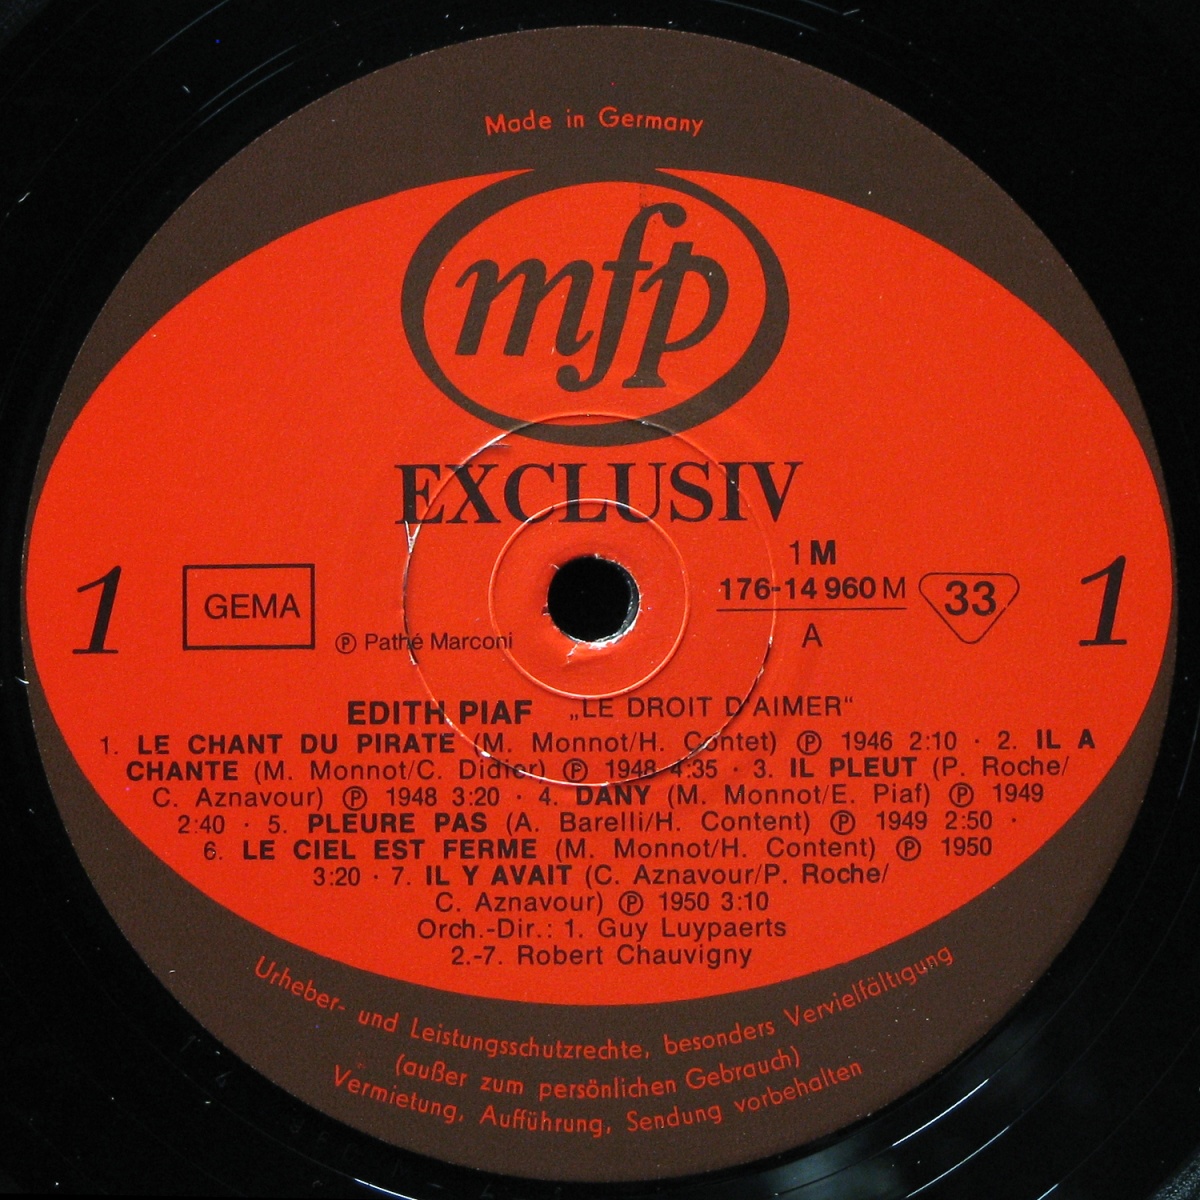 Made in Germany
mfp
EXCLUSIV
1 M
1 GEMA 176-14 960 M 33 1
℗ Pathé Marconi A
EDITH PIAF „LE DROIT D'AIMER“
1. LE CHANT DU PIRATE (M. Monnot/H. Contet) ℗ 1946 2:10 · 2. IL A
CHANTE (M. Monnot/C. Didier) ℗ 1948 4:35 · 3. IL PLEUT (P. Roche/
C. Aznavour) ℗ 1948 3:20 · 4. DANY (M. Monnot/E. Piaf) ℗ 1949
2:40 · 5. PLEURE PAS (A. Barelli/H. Content) ℗ 1949 2:50 ·
6. LE CIEL EST FERME (M. Monnot/H. Content) ℗ 1950
3:20 · 7. IL Y AVAIT (C. Aznavour/P. Roche/
C. Aznavour) ℗ 1950 3:10
Orch.-Dir.: 1. Guy Luypaerts
2.-7. Robert Chauvigny
Urheber- und Leistungsschutzrechte, besonders Vervielfältigung
(außer zum persönlichen Gebrauch)
Vermietung, Aufführung, Sendung vorbehalten